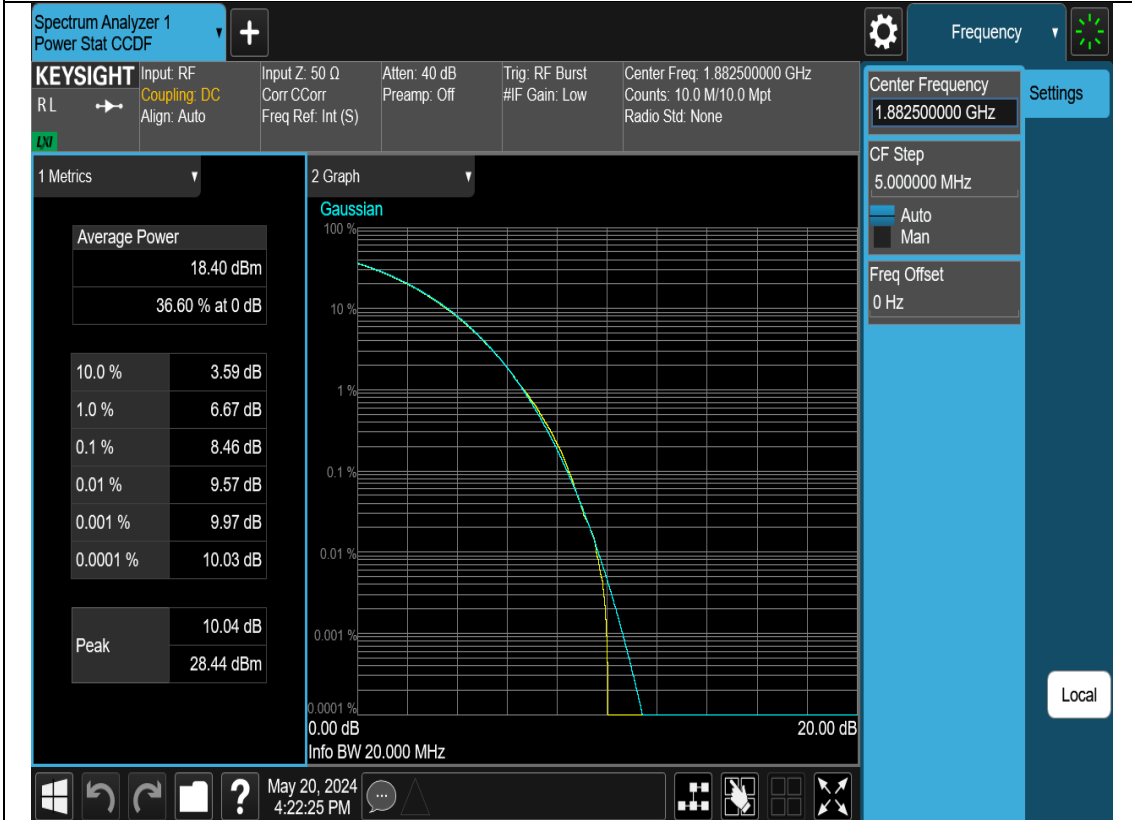 Spectrum Analyzer 1
Power Stat CCDF
Frequency
KEYSIGHT
RL
LXI
Input: RF
Coupling: DC
Align: Auto
Input Z: 50 Ω
Corr CCorr
Freq Ref: Int (S)
Atten: 40 dB
Preamp: Off
Trig: RF Burst
#IF Gain: Low
Center Freq: 1.882500000 GHz
Counts: 10.0 M/10.0 Mpt
Radio Std: None
Center Frequency
1.882500000 GHz
Settings
CF Step
5.000000 MHz
Auto
Man
Freq Offset
0 Hz
1 Metrics
Average Power
18.40 dBm
36.60 % at 0 dB
10.0 % 3.59 dB
1.0 % 6.67 dB
0.1 % 8.46 dB
0.01 % 9.57 dB
0.001 % 9.97 dB
0.0001 % 10.03 dB
Peak
10.04 dB
28.44 dBm
2 Graph
Gaussian
100 %
10 %
1 %
0.1 %
0.01 %
0.001 %
0.0001 %
0.00 dB 20.00 dB
Info BW 20.000 MHz
Local
May 20, 2024
4:22:25 PM